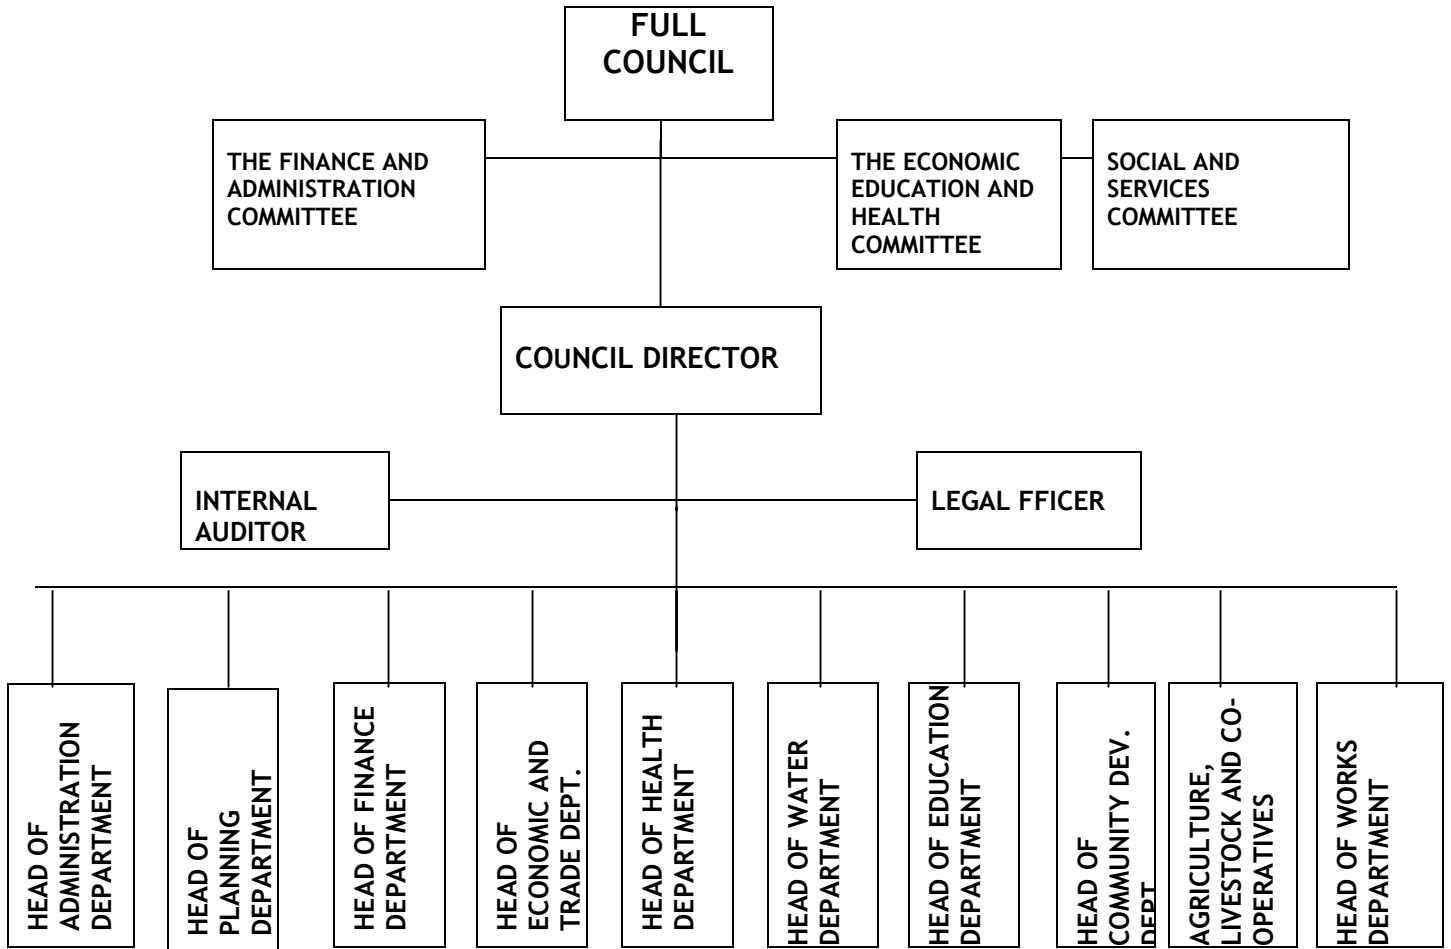 FULL
COUNCIL
THE FINANCE AND
ADMINISTRATION
COMMITTEE
THE ECONOMIC
EDUCATION AND
HEALTH
COMMITTEE
SOCIAL AND
SERVICES
COMMITTEE
COUNCIL DIRECTOR
INTERNAL
AUDITOR
LEGAL FFICER
HEAD OF
ADMINISTRATION
DEPARTMENT
HEAD OF
PLANNING
DEPARTMENT
HEAD OF FINANCE
DEPARTMENT
HEAD OF
ECONOMIC AND
TRADE DEPT.
HEAD OF HEALTH
DEPARTMENT
HEAD OF WATER
DEPARTMENT
HEAD OF EDUCATION
DEPARTMENT
HEAD OF
COMMUNITY DEV.
DEPT
AGRICULTURE,
LIVESTOCK AND CO-
OPERATIVES
HEAD OF WORKS
DEPARTMENT